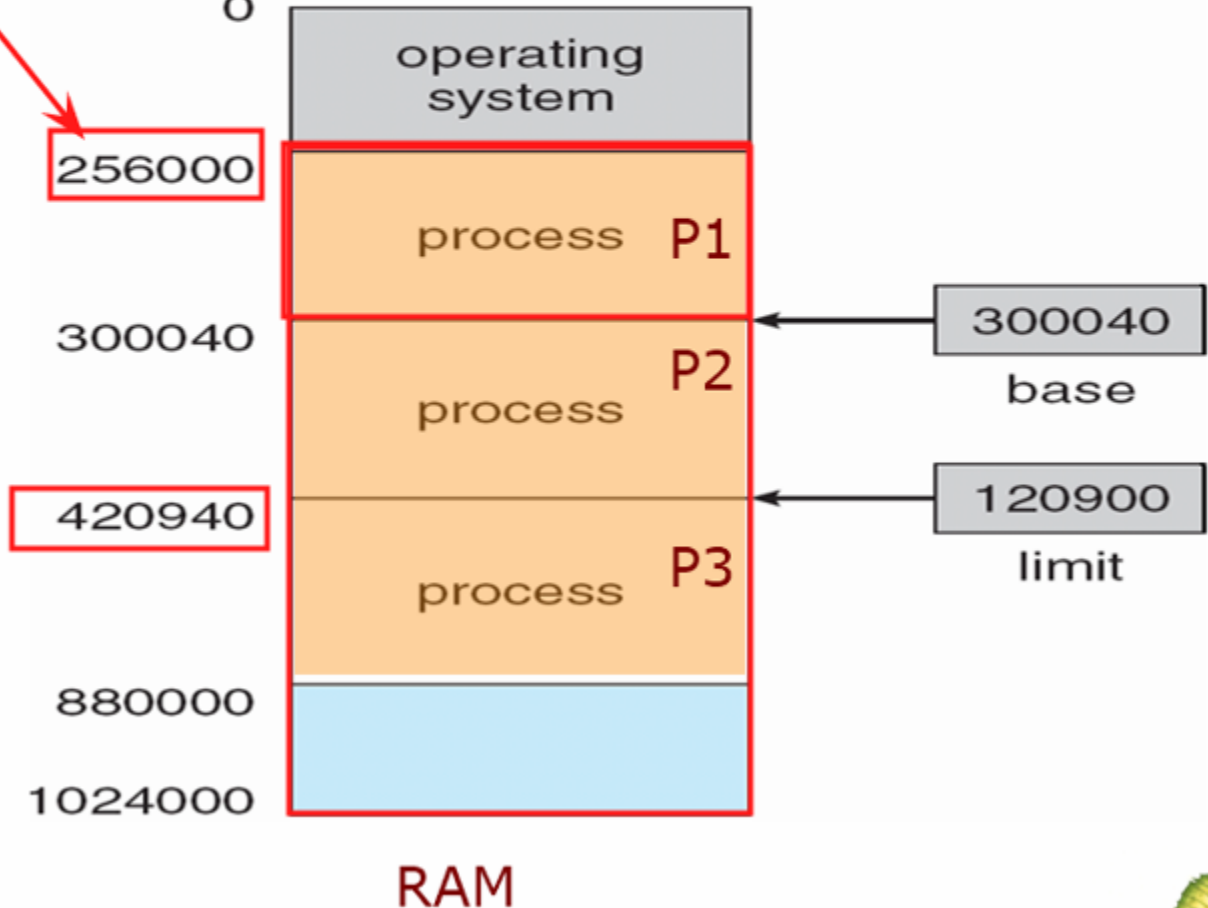 0
operating
system
256000
process P1
300040
300040
base
P2
process
420940
120900
limit
P3
process
880000
1024000
RAM